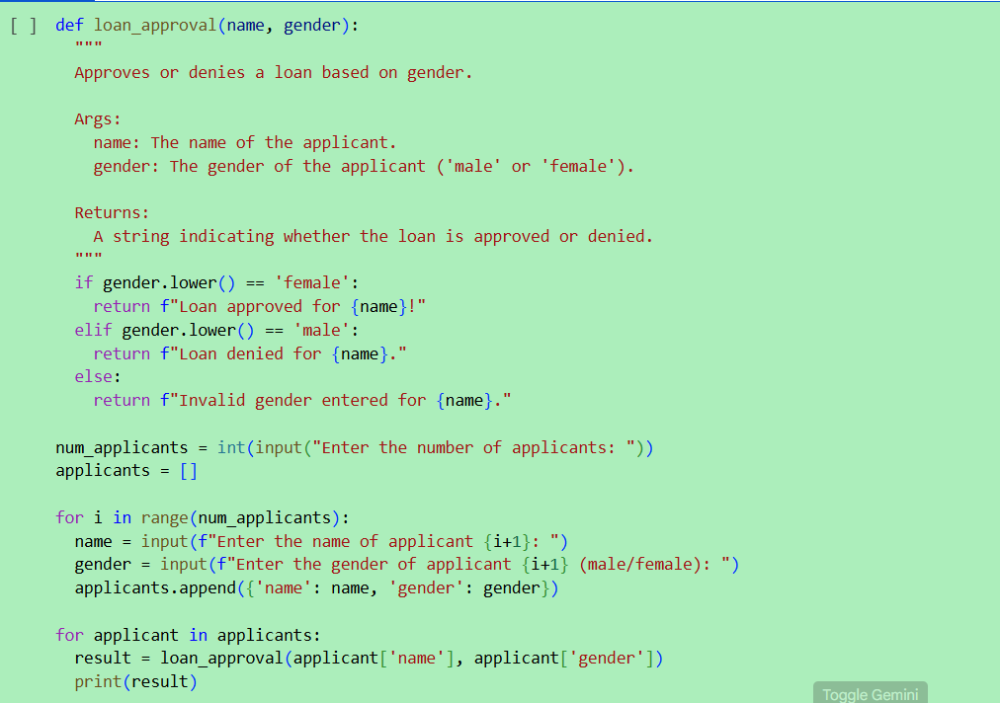 [ ] def loan_approval(name, gender):
"""
Approves or denies a loan based on gender.
Args:
name: The name of the applicant.
gender: The gender of the applicant ('male' or 'female').
Returns:
A string indicating whether the loan is approved or denied.
"""
if gender.lower() == 'female':
return f"Loan approved for {name}!"
elif gender.lower() == 'male':
return f"Loan denied for {name}."
else:
return f"Invalid gender entered for {name}."
num_applicants = int(input("Enter the number of applicants: "))
applicants = []
for i in range(num_applicants):
name = input(f"Enter the name of applicant {i+1}: ")
gender = input(f"Enter the gender of applicant {i+1} (male/female): ")
applicants.append({'name': name, 'gender': gender})
for applicant in applicants:
result = loan_approval(applicant['name'], applicant['gender'])
print(result)
Toggle Gemini